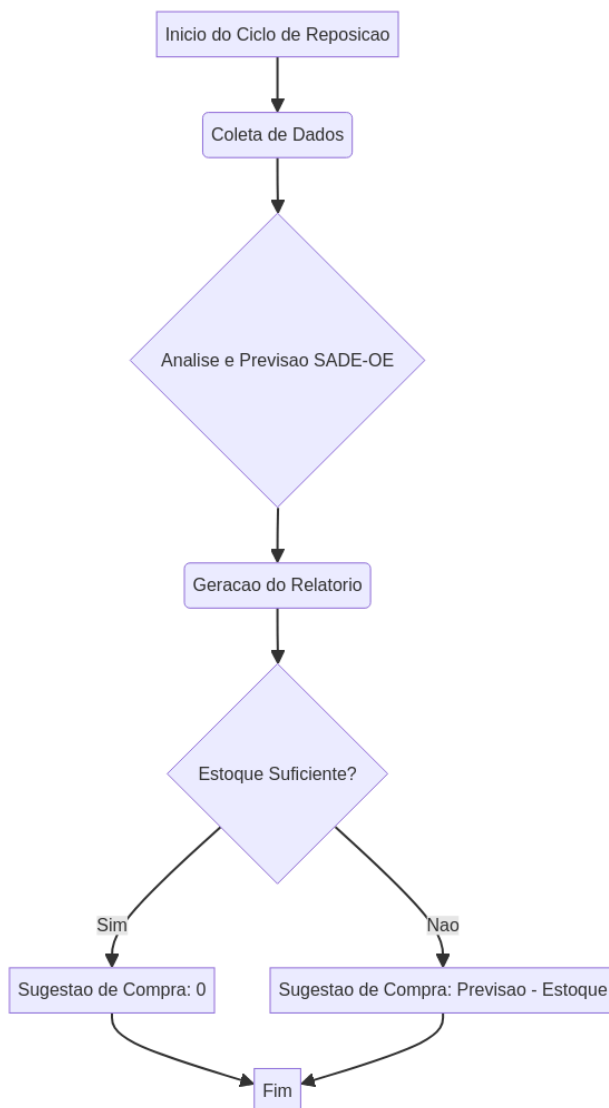 Inicio do Ciclo de Reposicao
Coleta de Dados
Analise e Previsao SADE-OE
Geracao do Relatorio
Estoque Suficiente?
Sim
Nao
Sugestao de Compra: 0
Sugestao de Compra: Previsao - Estoque
Fim